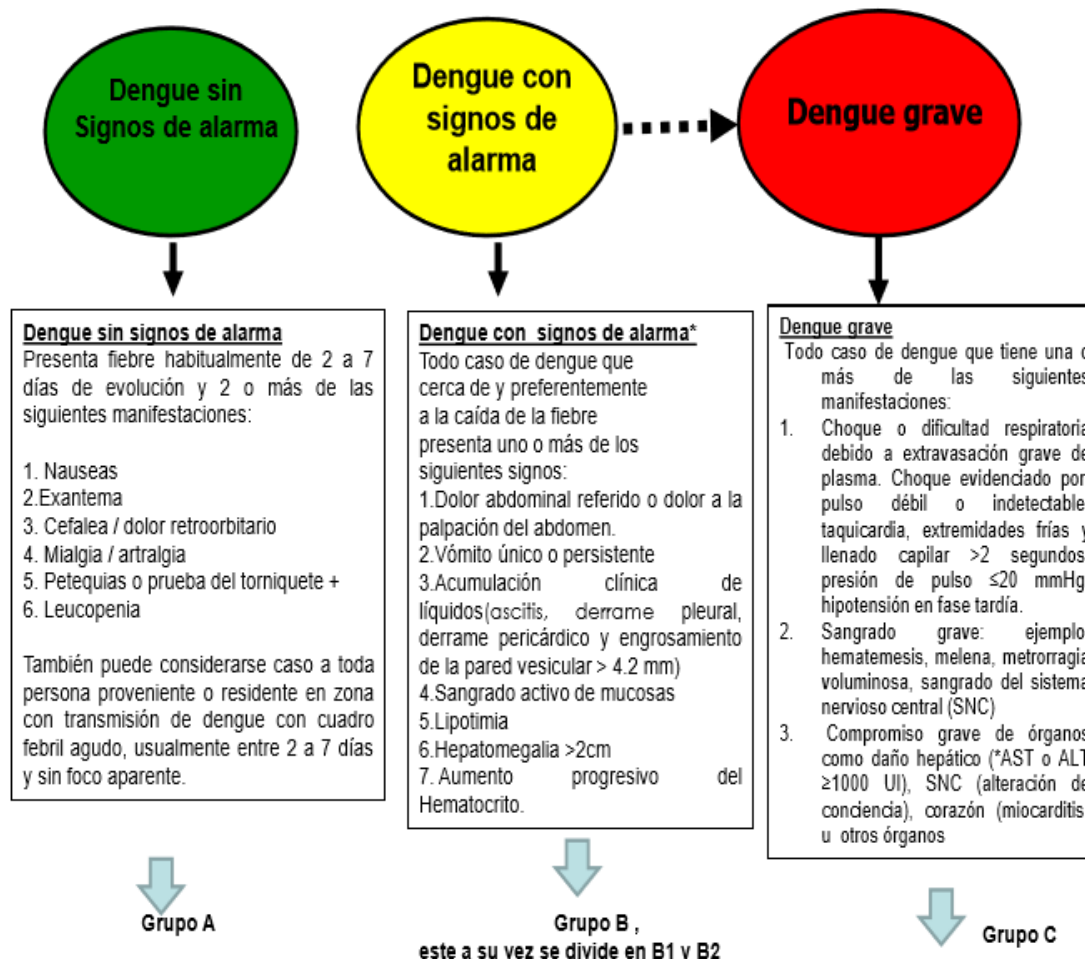 Dengue sin
Signos de alarma
Dengue con
signos de
alarma
Dengue grave
Dengue sin signos de alarma
Presenta fiebre habitualmente de 2 a 7
días de evolución y 2 o más de las
siguientes manifestaciones:
1. Nauseas
2.Exantema
3. Cefalea / dolor retroorbitario
4. Mialgia / artralgia
5. Petequias o prueba del torniquete +
6. Leucopenia
También puede considerarse caso a toda
persona proveniente o residente en zona
con transmisión de dengue con cuadro
febril agudo, usualmente entre 2 a 7 días
y sin foco aparente.
Grupo A
Dengue con signos de alarma*
Todo caso de dengue que
cerca de y preferentemente
a la caída de la fiebre
presenta uno o más de los
siguientes signos:
1.Dolor abdominal referido o dolor a la
palpación del abdomen.
2.Vómito único o persistente
3.Acumulación clínica de
líquidos(ascitis, derrame pleural,
derrame pericárdico y engrosamiento
de la pared vesicular > 4.2 mm)
4.Sangrado activo de mucosas
5.Lipotimia
6.Hepatomegalia >2cm
7. Aumento progresivo del
Hematocrito.
Grupo B ,
este a su vez se divide en B1 y B2
Dengue grave
Todo caso de dengue que tiene una
más de las siguientes
manifestaciones:
1. Choque o dificultad respiratoria
debido a extravasación grave de
plasma. Choque evidenciado por
pulso débil o indetectable
taquicardia, extremidades frías y
llenado capilar >2 segundos
presión de pulso ≤20 mmHg
hipotensión en fase tardía.
2. Sangrado grave: ejemplo
hematemesis, melena, metrorragia
voluminosa, sangrado del sistema
nervioso central (SNC)
3. Compromiso grave de órganos
como daño hepático (*AST o ALT
≥1000 UI), SNC (alteración de
conciencia), corazón (miocarditis
u otros órganos
Grupo C